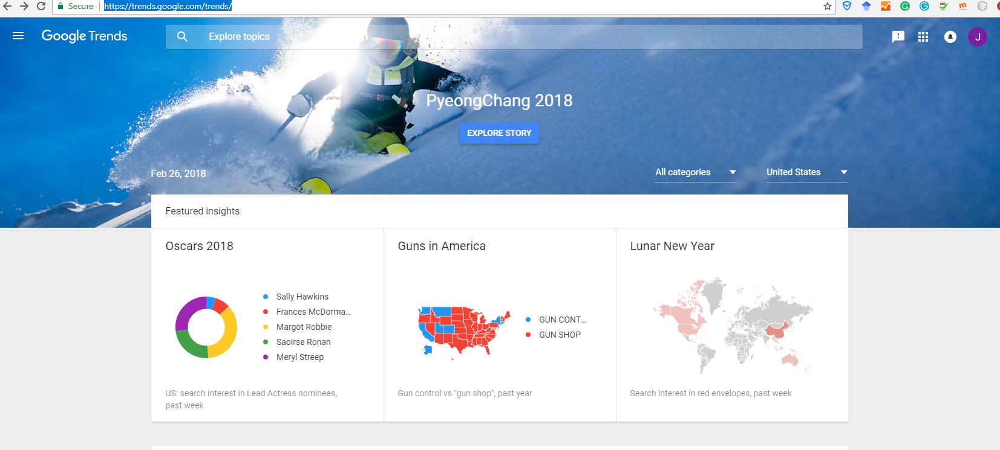 Secure
https://trends.google.com/trends/
Google Trends
Explore topics
J
PyeongChang 2018
EXPLORE STORY
Feb 26, 2018
All categories
United States
Featured insights
Oscars 2018
Sally Hawkins
Frances McDorma...
Margot Robbie
Saoirse Ronan
Meryl Streep
US: search interest in Lead Actress nominees,
past week
Guns in America
GUN CONT...
GUN SHOP
Gun control vs "gun shop", past year
Lunar New Year
Search interest in red envelopes, past week